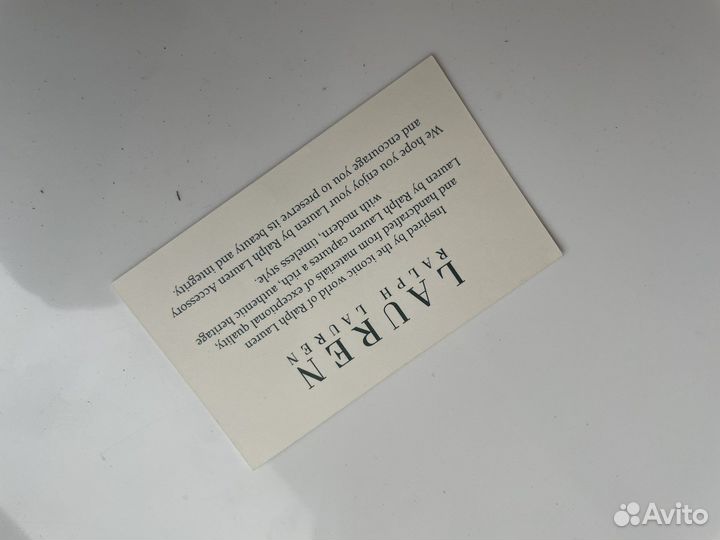 LAUREN
RALPH LAUREN
Inspired by the iconic world of Ralph Lauren
and handcrafted from materials of exceptional quality,
Lauren by Ralph Lauren captures a rich, authentic heritage
with modern, timeless style.
We hope you enjoy your Lauren by Ralph Lauren Accessory
and encourage you to preserve its beauty and integrity.
Avito